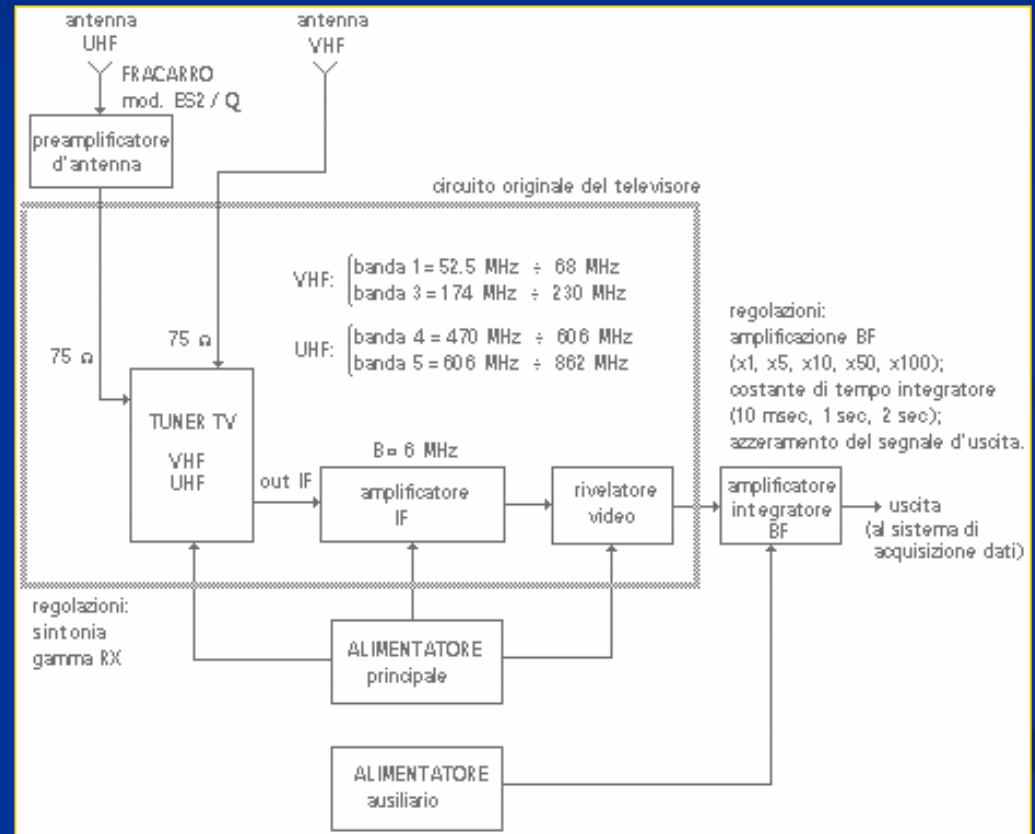 antenna
UHF
antenna
VHF
FRACARRO
mod. ES2 / Q
preamplificatore
d'antenna
circuito originale del televisore
VHF:
banda 1 = 52.5 MHz ÷ 68 MHz
banda 3 = 174 MHz ÷ 230 MHz
UHF:
banda 4 = 470 MHz ÷ 606 MHz
banda 5 = 606 MHz ÷ 862 MHz
75 Ω
75 Ω
regolazioni:
amplificazione BF
(x1, x5, x10, x50, x100);
costante di tempo integratore
(10 msec, 1 sec, 2 sec);
azzeramento del segnale d'uscita.
TUNER TV
VHF
UHF
out IF
B= 6 MHz
amplificatore
IF
rivelatore
video
amplificatore
integratore
BF
uscita
(al sistema di
acquisizione dati)
regolazioni:
sintonia
gamma RX
ALIMENTATORE
principale
ALIMENTATORE
ausiliario